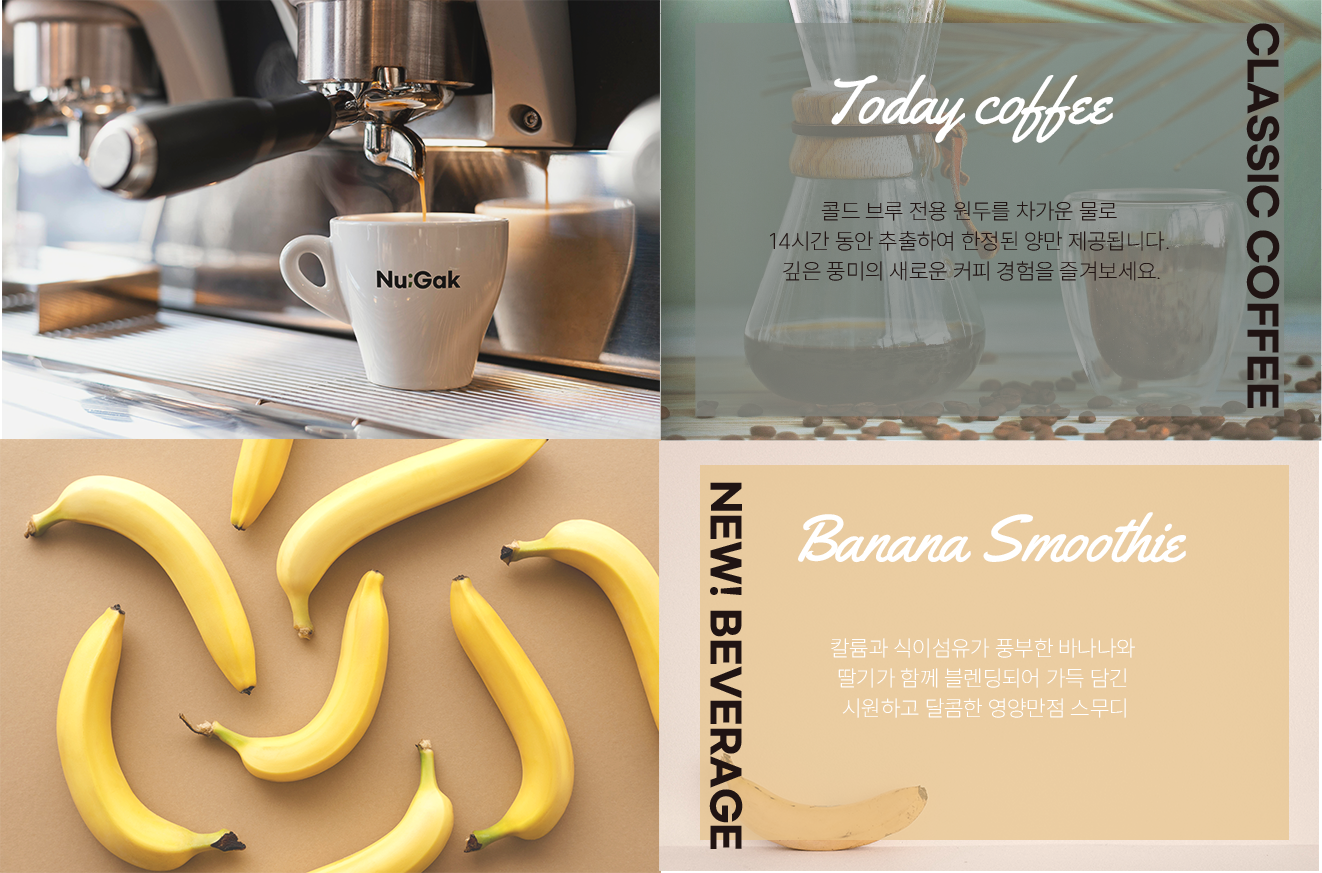 Nu:Gak
Today coffee
콜드 브루 전용 원두를 차가운 물로
14시간 동안 추출하여 한정된 양만 제공됩니다.
깊은 풍미의 새로운 커피 경험을 즐겨보세요.
CLASSIC COFFEE
NEW! BEVERAGE
Banana Smoothie
칼륨과 식이섬유가 풍부한 바나나와
딸기가 함께 블렌딩되어 가득 담긴
시원하고 달콤한 영양만점 스무디